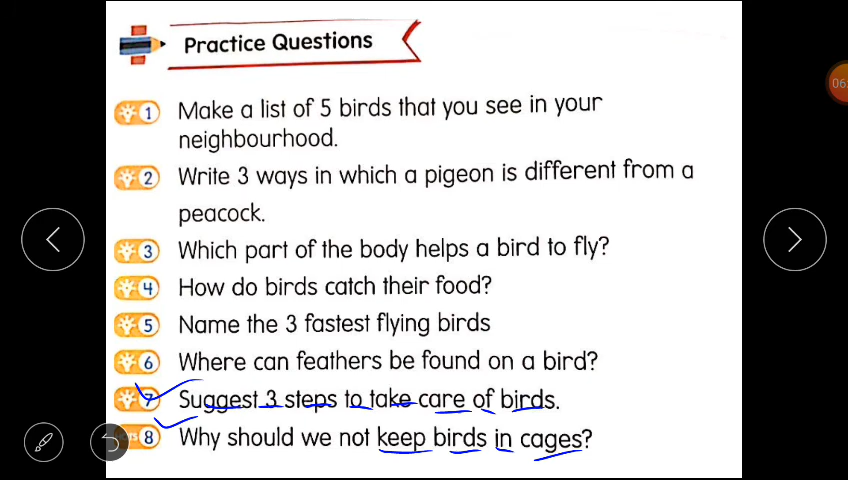 Practice Questions
06:
1 Make a list of 5 birds that you see in your
neighbourhood.
2 Write 3 ways in which a pigeon is different from a
peacock.
3 Which part of the body helps a bird to fly?
4 How do birds catch their food?
5 Name the 3 fastest flying birds
6 Where can feathers be found on a bird?
7 Suggest 3 steps to take care of birds.
8 Why should we not keep birds in cages?